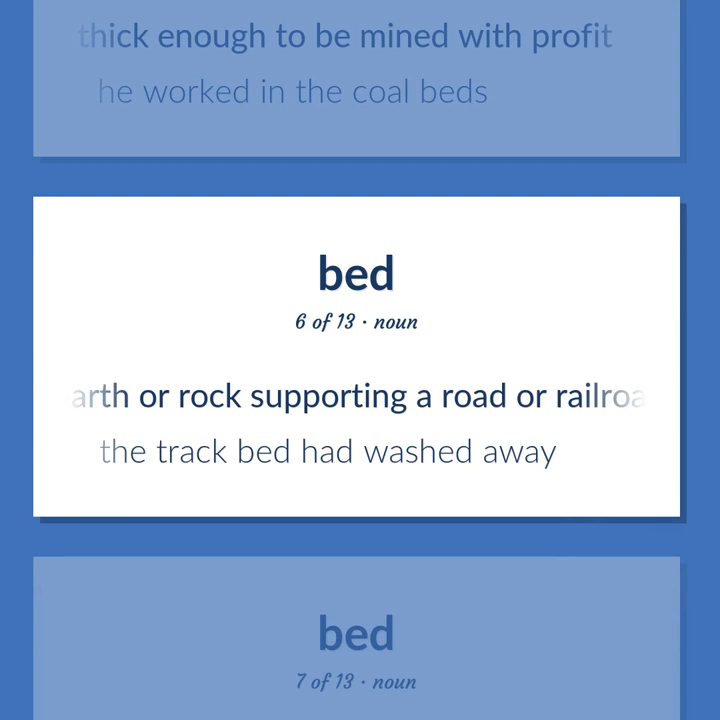 thick enough to be mined with profit
he worked in the coal beds
bed
6 of 13 · noun
arth or rock supporting a road or railroa
the track bed had washed away
bed
7 of 13 · noun